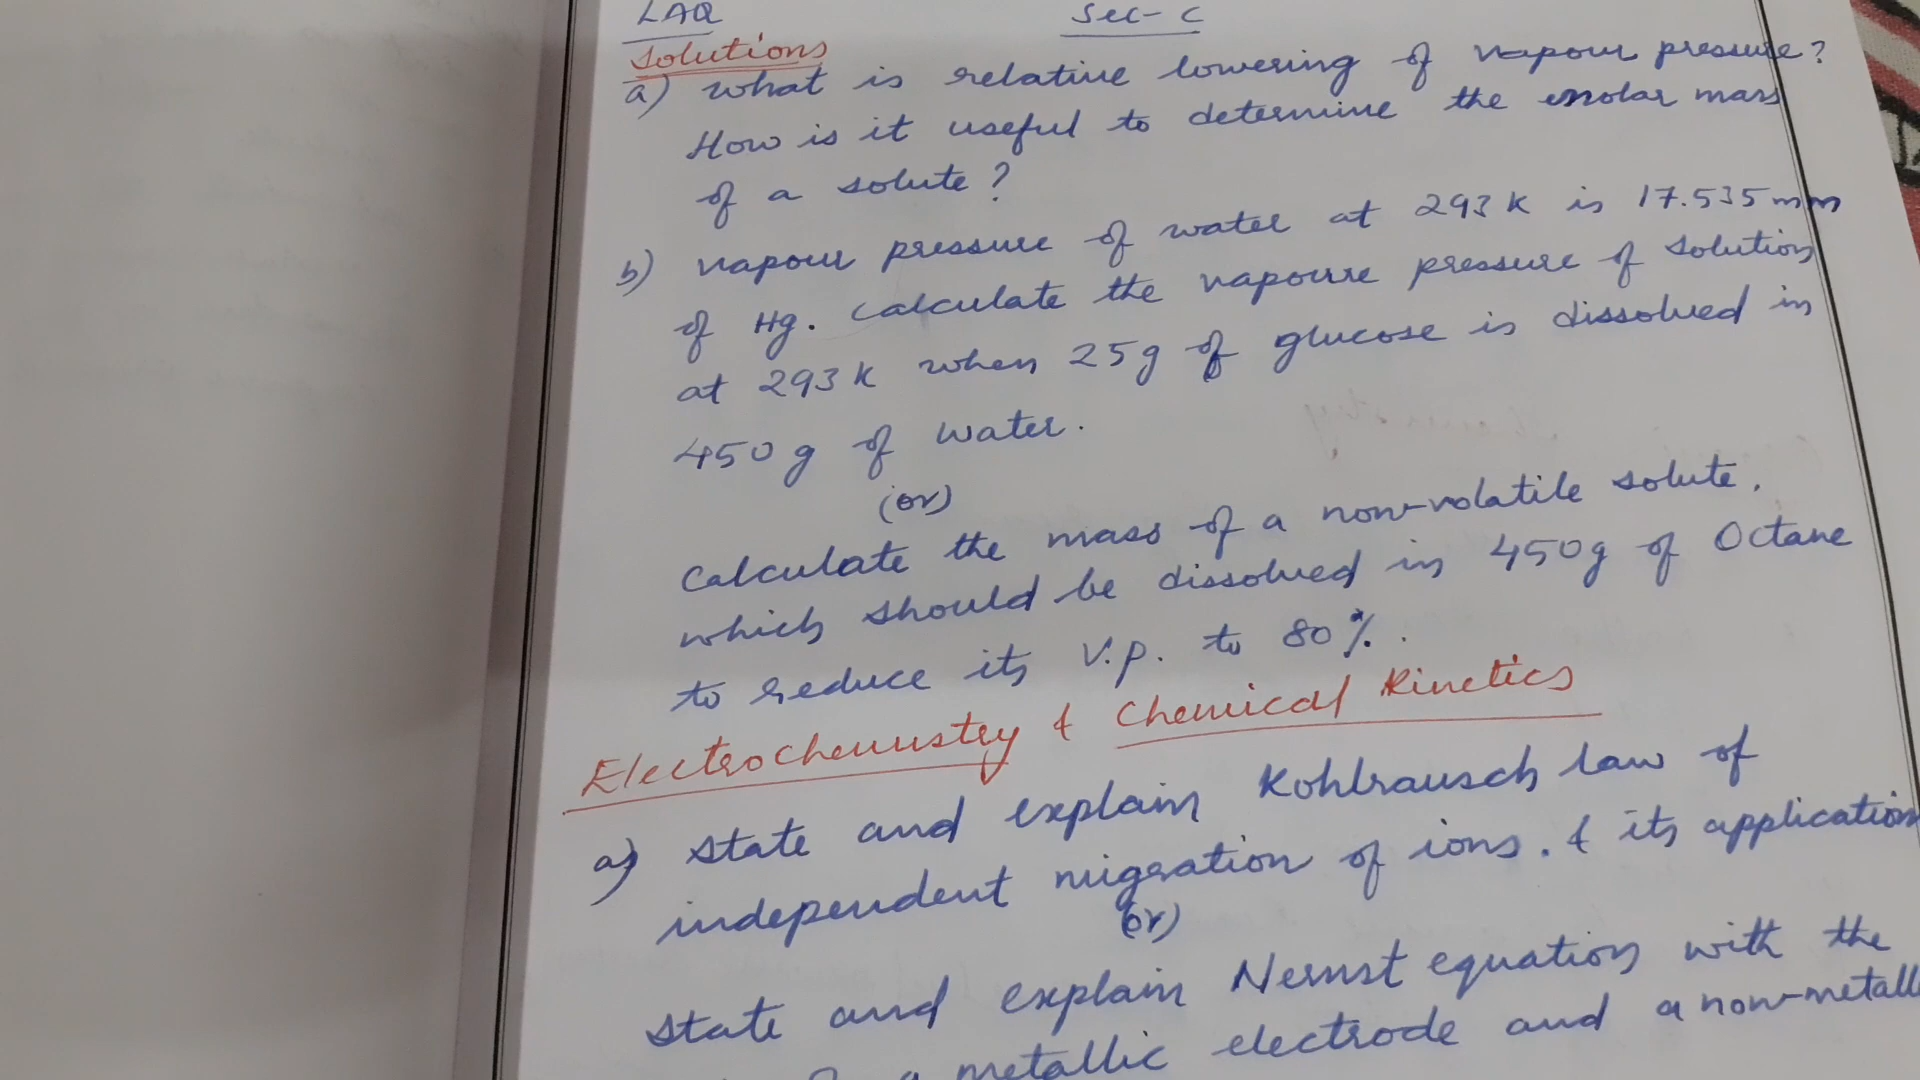 LAQ Sec-C
Solutions
a) what is relative lowering of vapour pressure?
How is it useful to determine the molar mass
of a solute?
b) vapour pressure of water at 293 K is 17.535 mm
of Hg. Calculate the vapoure pressure of solution
at 293 K when 25g of glucose is dissolved in
450 g of water.
(or)
Calculate the mass of a non-volatile solute,
which should be dissolved in 450g of Octane
to reduce its V.P. to 80%.
Electrochemistry & Chemical Kinetics
a) State and explain Kohlrausch law of
independent migration of ions. & its application
(or)
State and explain Nernst equation with the
metallic electrode and a non-metall